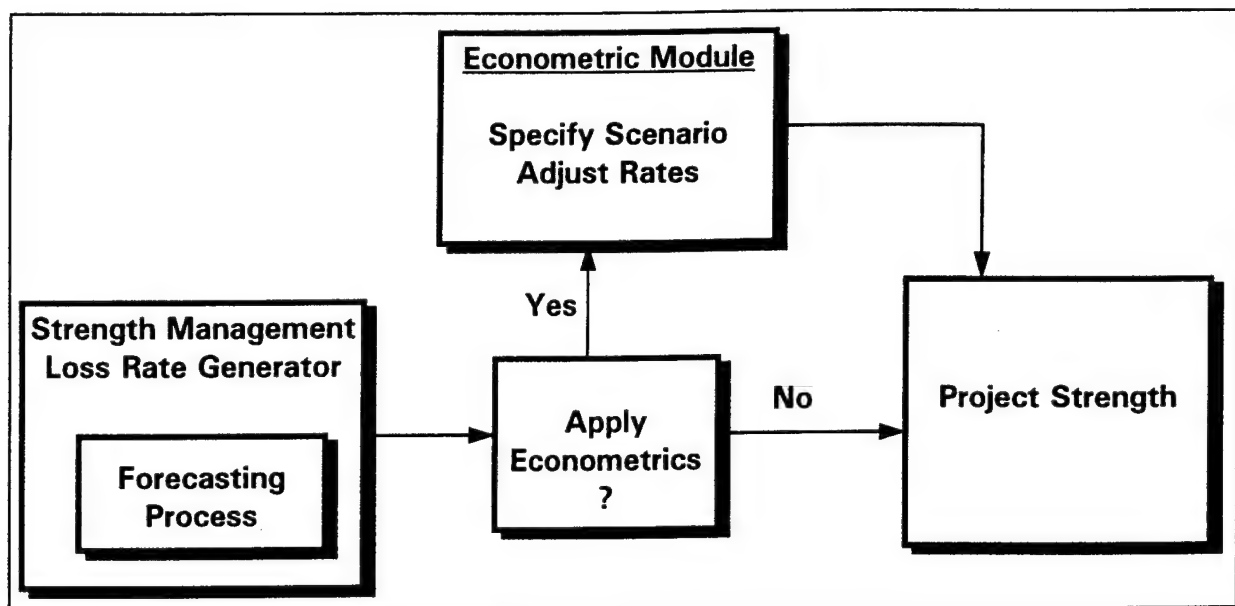 Econometric Module
Specify Scenario
Adjust Rates
Yes
Strength Management
Loss Rate Generator
Forecasting
Process
Apply
Econometrics
?
No
Project Strength